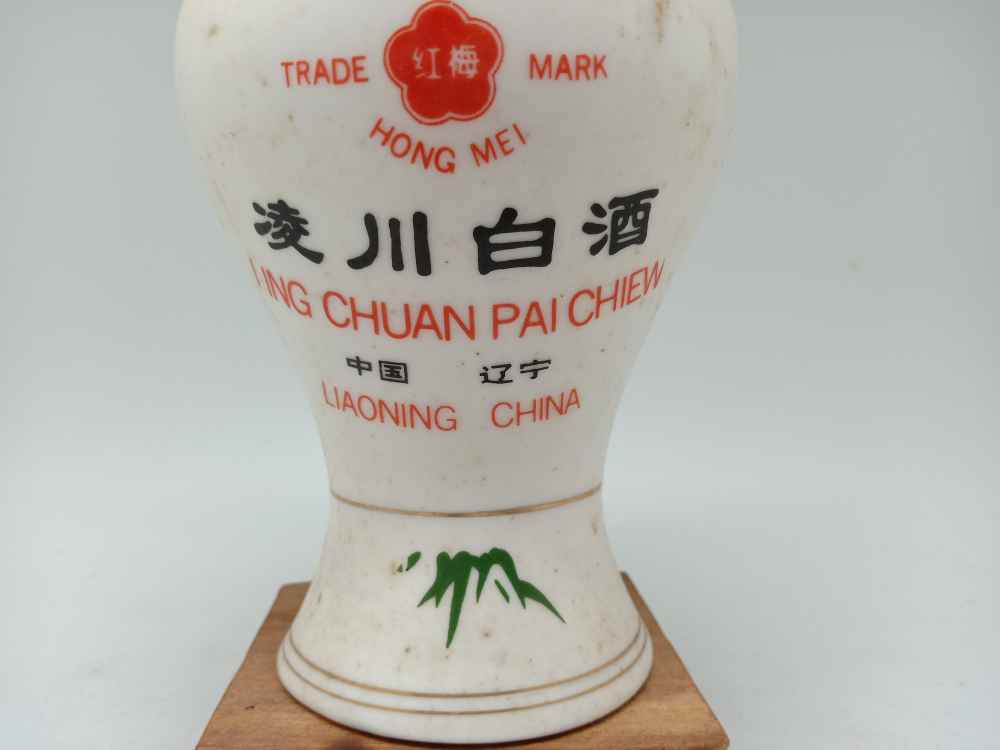 TRADE 红梅 MARK
HONG MEI
凌川白酒
LING CHUAN PAI CHIEW
中国 辽宁
LIAONING CHINA